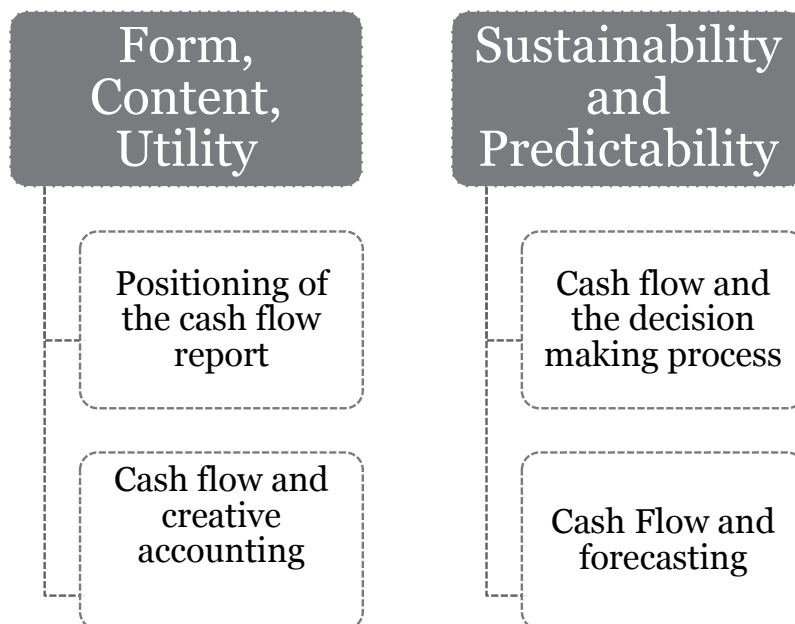 Form,
Content,
Utility
Positioning of
the cash flow
report
Cash flow and
creative
accounting
Sustainability
and
Predictability
Cash flow and
the decision
making process
Cash Flow and
forecasting